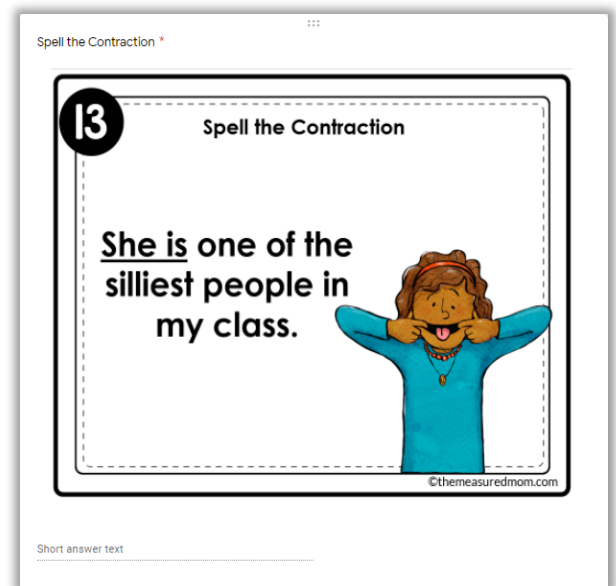 Spell the Contraction *
13
Spell the Contraction
She is one of the
silliest people in
my class.
©themeasuredmom.com
Short answer text